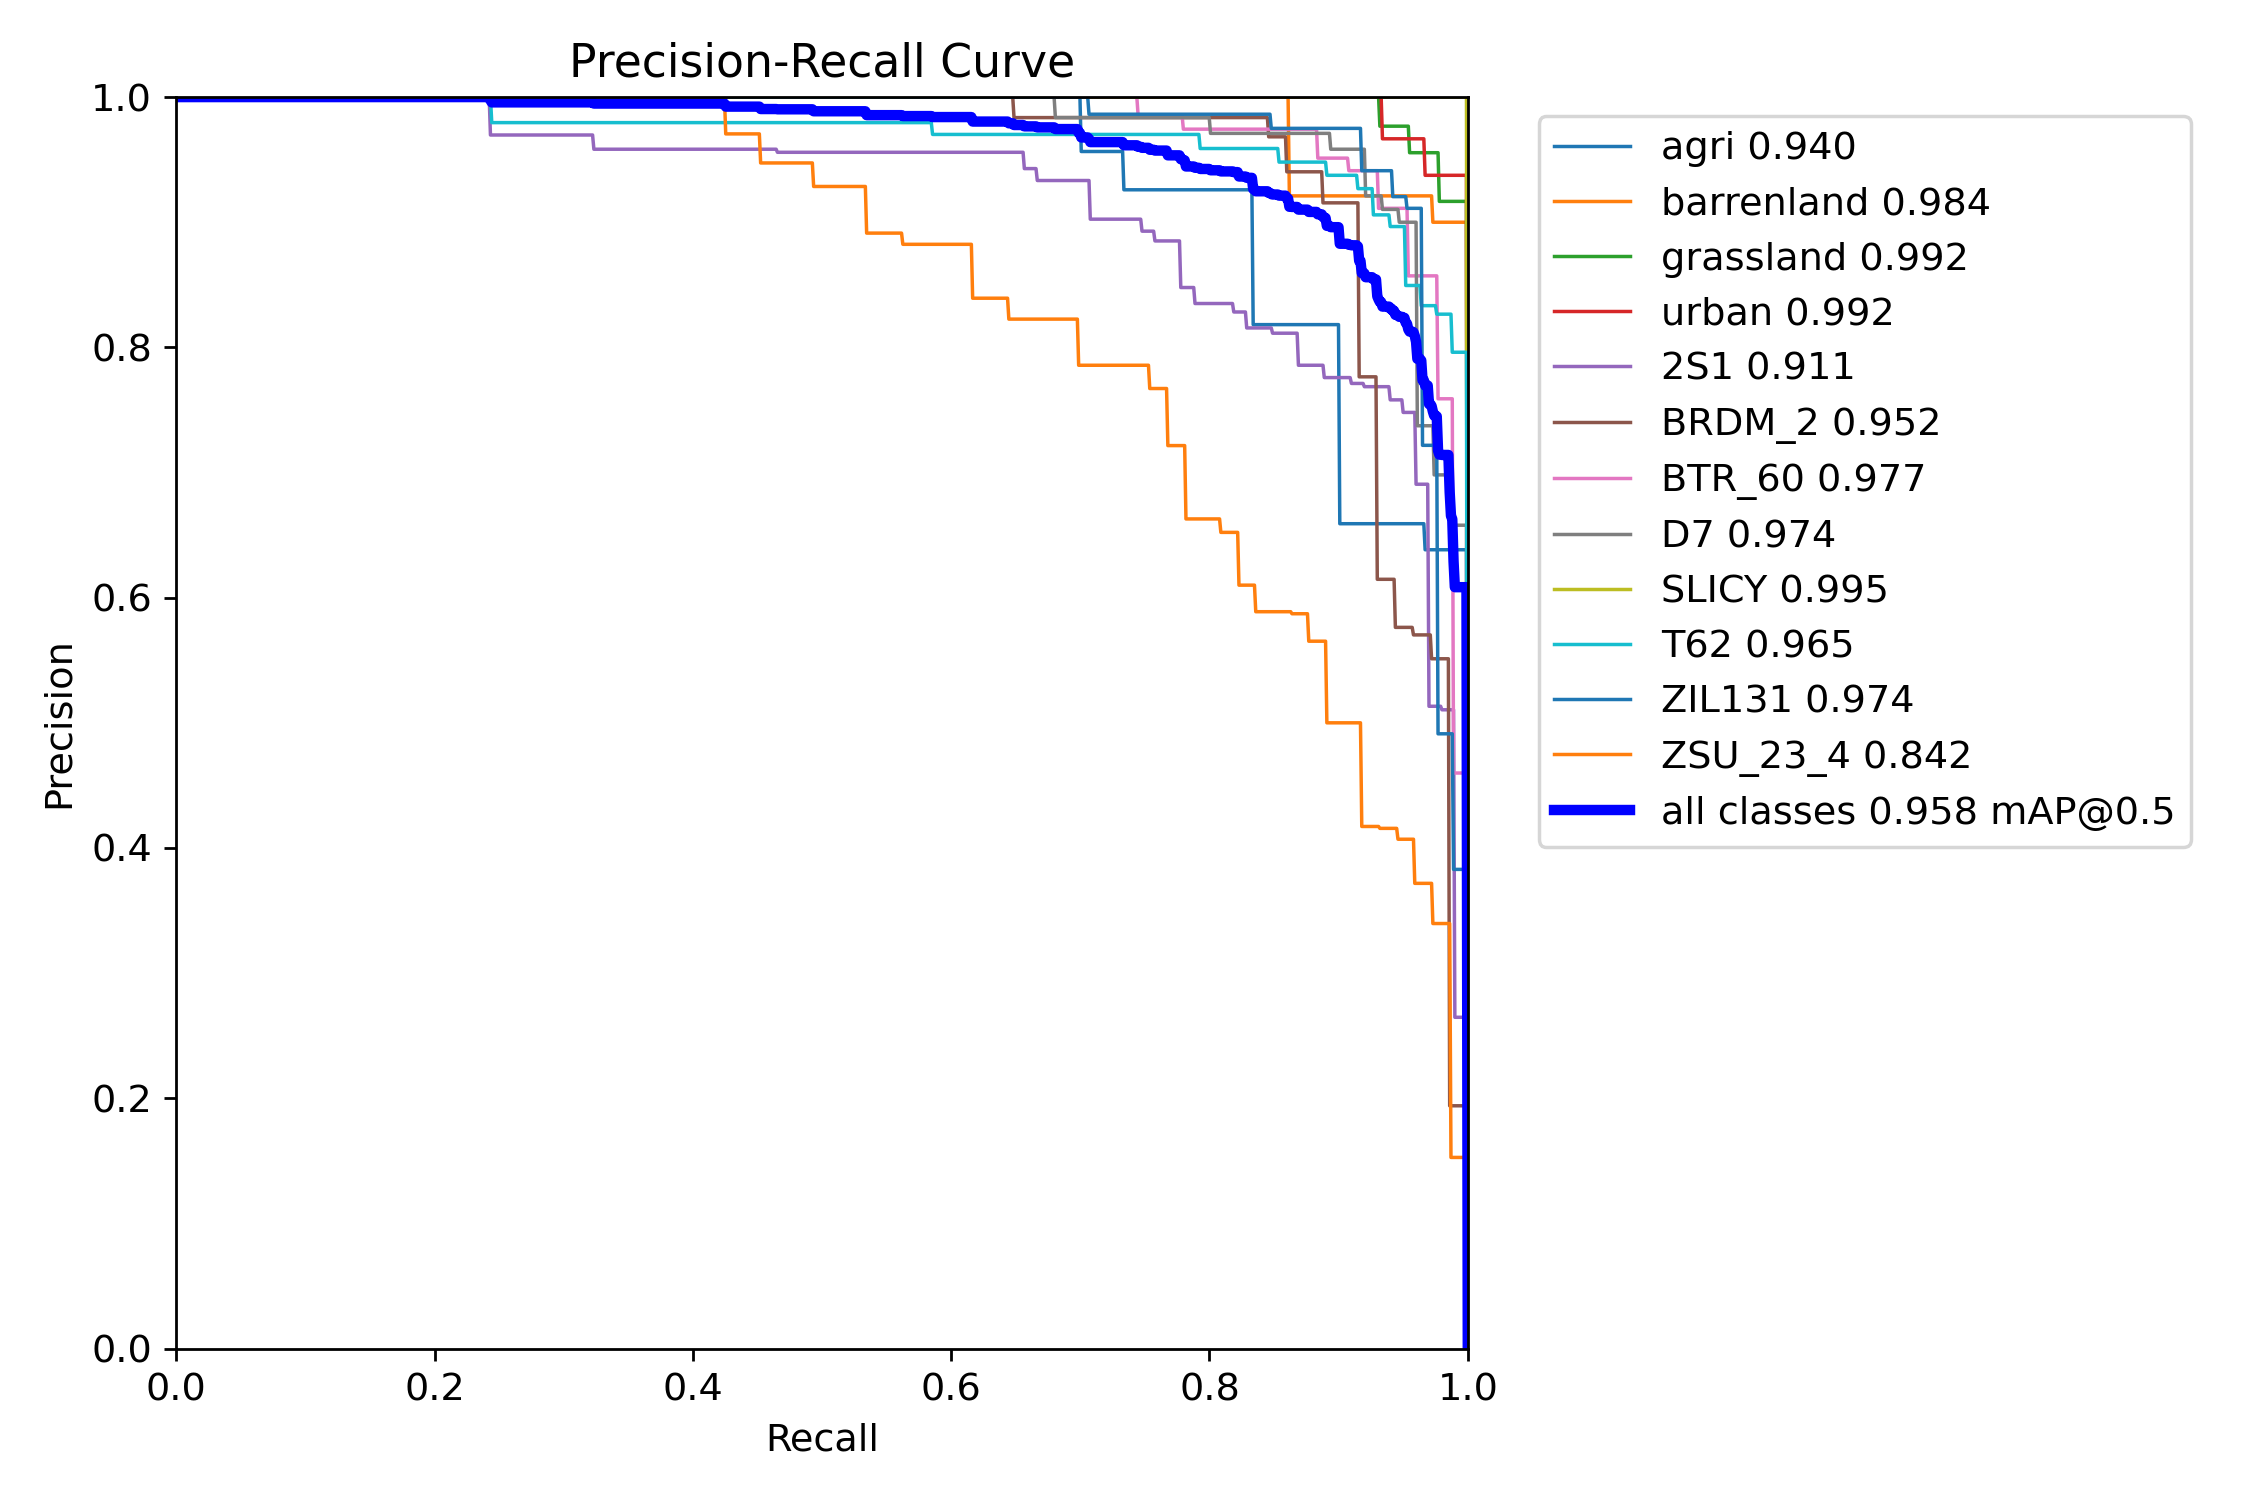 Precision-Recall Curve
1.0
0.8
0.6
0.4
0.2
0.0
Precision
0.0 0.2 0.4 0.6 0.8 1.0
Recall
agri 0.940
barrenland 0.984
grassland 0.992
urban 0.992
2S1 0.911
BRDM_2 0.952
BTR_60 0.977
D7 0.974
SLICY 0.995
T62 0.965
ZIL131 0.974
ZSU_23_4 0.842
all classes 0.958 mAP@0.5